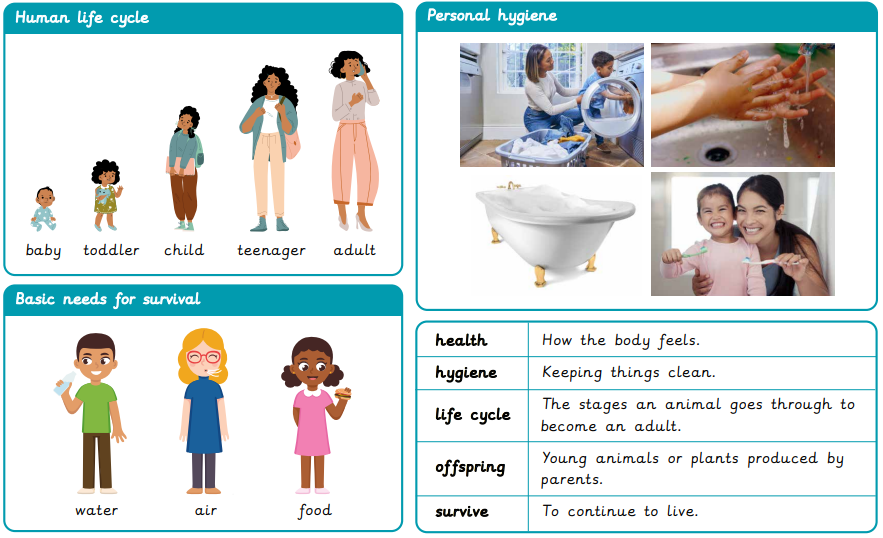 Human life cycle
baby toddler child teenager adult
Basic needs for survival
water air food
Personal hygiene
health How the body feels.
hygiene Keeping things clean.
life cycle The stages an animal goes through to
become an adult.
offspring Young animals or plants produced by
parents.
survive To continue to live.